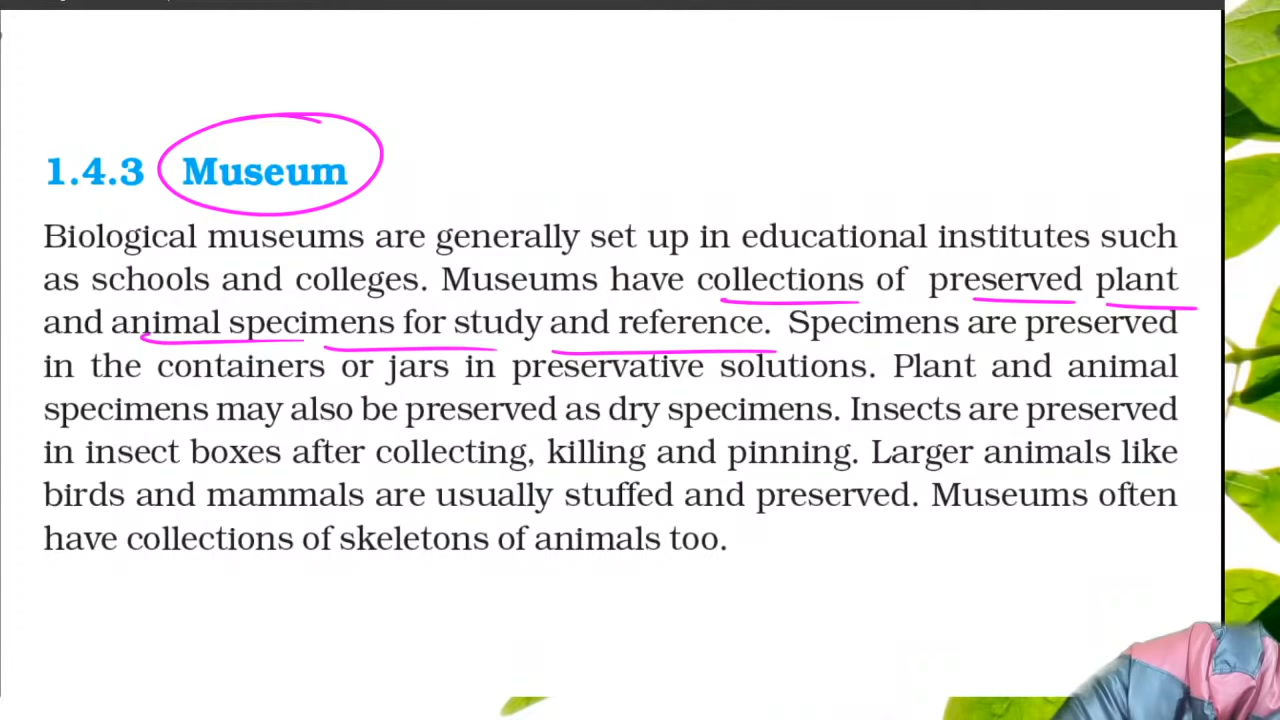 1.4.3 Museum
Biological museums are generally set up in educational institutes such
as schools and colleges. Museums have collections of preserved plant
and animal specimens for study and reference. Specimens are preserved
in the containers or jars in preservative solutions. Plant and animal
specimens may also be preserved as dry specimens. Insects are preserved
in insect boxes after collecting, killing and pinning. Larger animals like
birds and mammals are usually stuffed and preserved. Museums often
have collections of skeletons of animals too.